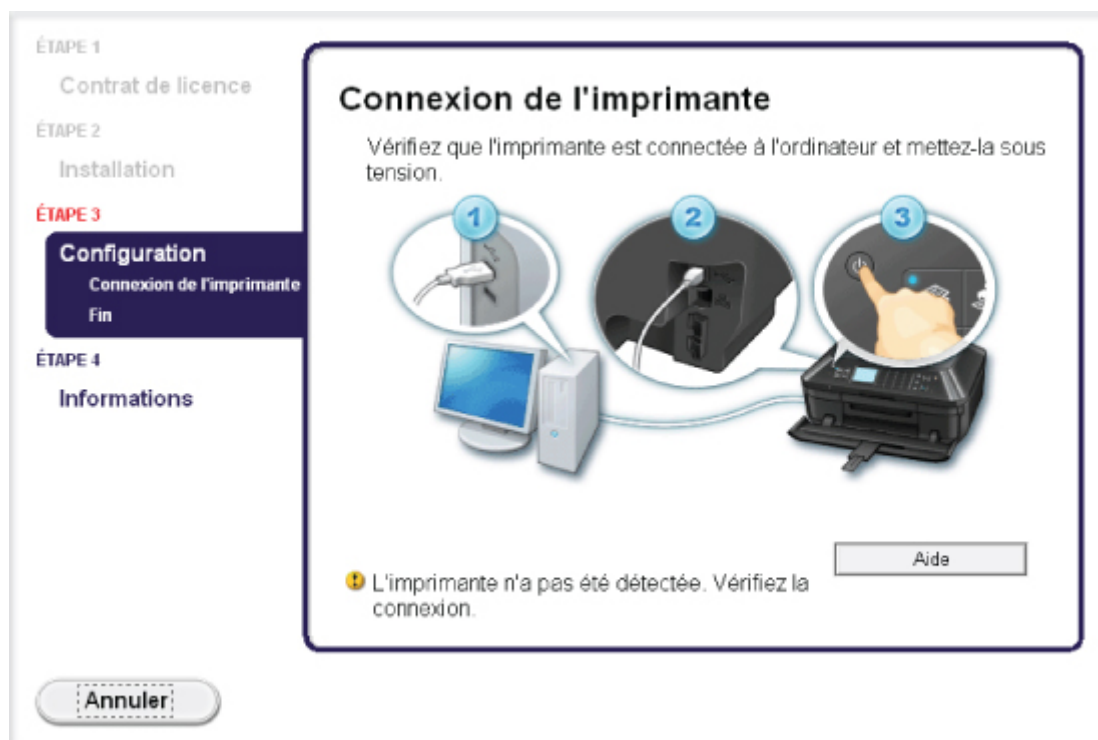 ÉTAPE 1
Contrat de licence
ÉTAPE 2
Installation
ÉTAPE 3
Configuration
Connexion de l'imprimante
Fin
ÉTAPE 4
Informations
Connexion de l'imprimante
Vérifiez que l'imprimante est connectée à l'ordinateur et mettez-la sous
tension.
1
2
3
Aide
L'imprimante n'a pas été détectée. Vérifiez la
connexion.
Annuler